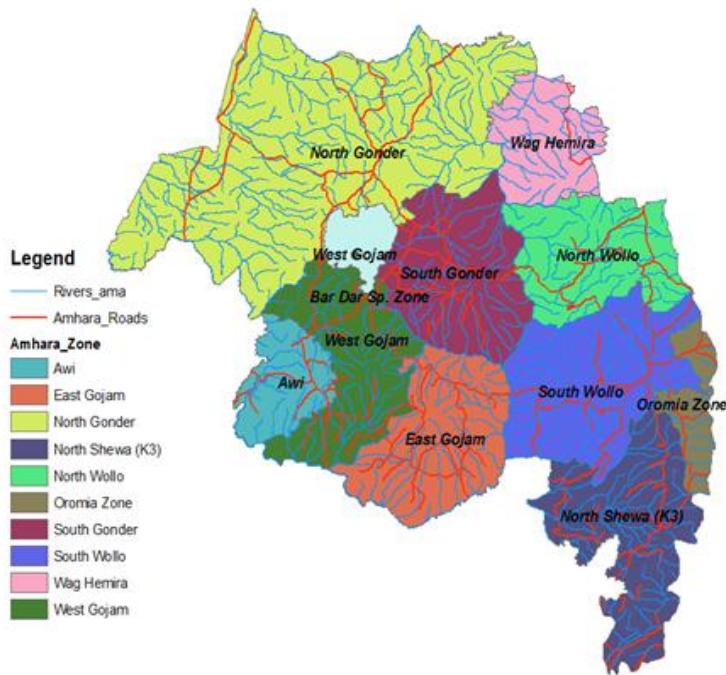 North Gonder
Wag Hemira
West Gojam
South Gonder
North Wollo
Bar Dar Sp. Zone
West Gojam
Awi
South Wollo
Oromia Zone
East Gojam
North Shewa (K3)
Legend
Rivers_ama
Amhara_Roads
Amhara_Zone
Awi
East Gojam
North Gonder
North Shewa (K3)
North Wollo
Oromia Zone
South Gonder
South Wollo
Wag Hemira
West Gojam